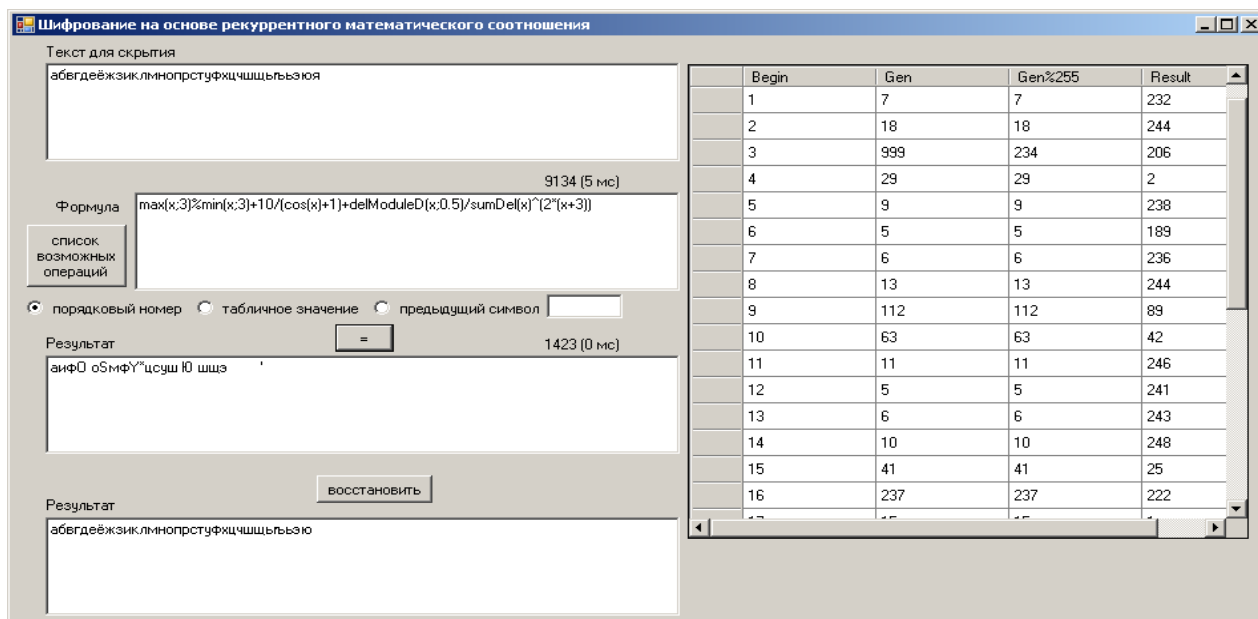 Шифрование на основе рекуррентного математического соотношения
Текст для скрытия
абвгдеёжзиклмнопрстуфхцчшщьъэюя
9134 (5 мс)
Формула
max(x;3)%min(x;3)+10/(cos(x)+1)+delModuleD(x;0.5)/sumDel(x)^(2*(x+3))
список
возможных
операций
порядковый номер табличное значение предыдущий символ
=
Результат 1423 (0 мс)
аифО oSмфY"цсуш Ю шщэ '
восстановить
Результат
Begin Gen Gen%255 Result
1 7 7 232
2 18 18 244
3 999 234 206
4 29 29 2
5 9 9 238
6 5 5 189
7 6 6 236
8 13 13 244
9 112 112 89
10 63 63 42
11 11 11 246
12 5 5 241
13 6 6 243
14 10 10 248
15 41 41 25
16 237 237 222